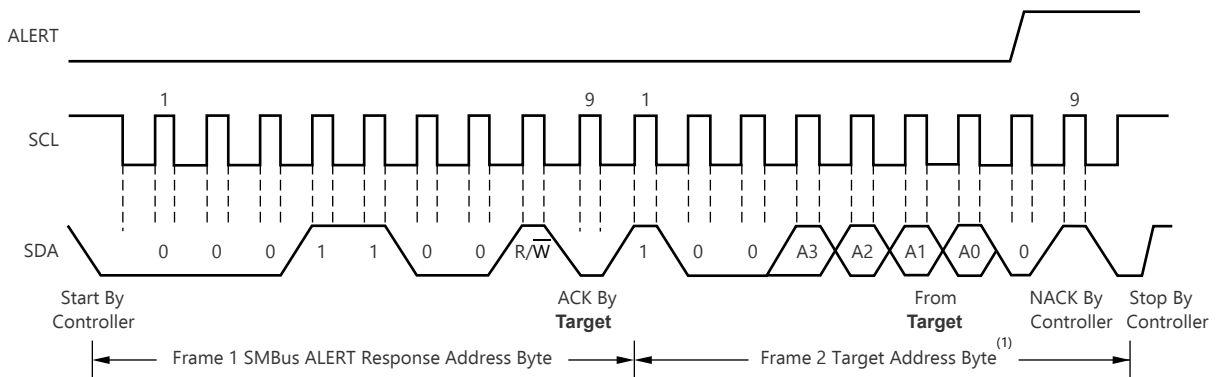 ALERT
1 9 1 9
SCL
SDA 0 0 0 1 1 0 0 R/W̅ 1 0 0 A3 A2 A1 A0 0
Start By
Controller
ACK By
Target
From
Target
NACK By
Controller
Stop By
Controller
Frame 1 SMBus ALERT Response Address Byte
Frame 2 Target Address Byte(1)